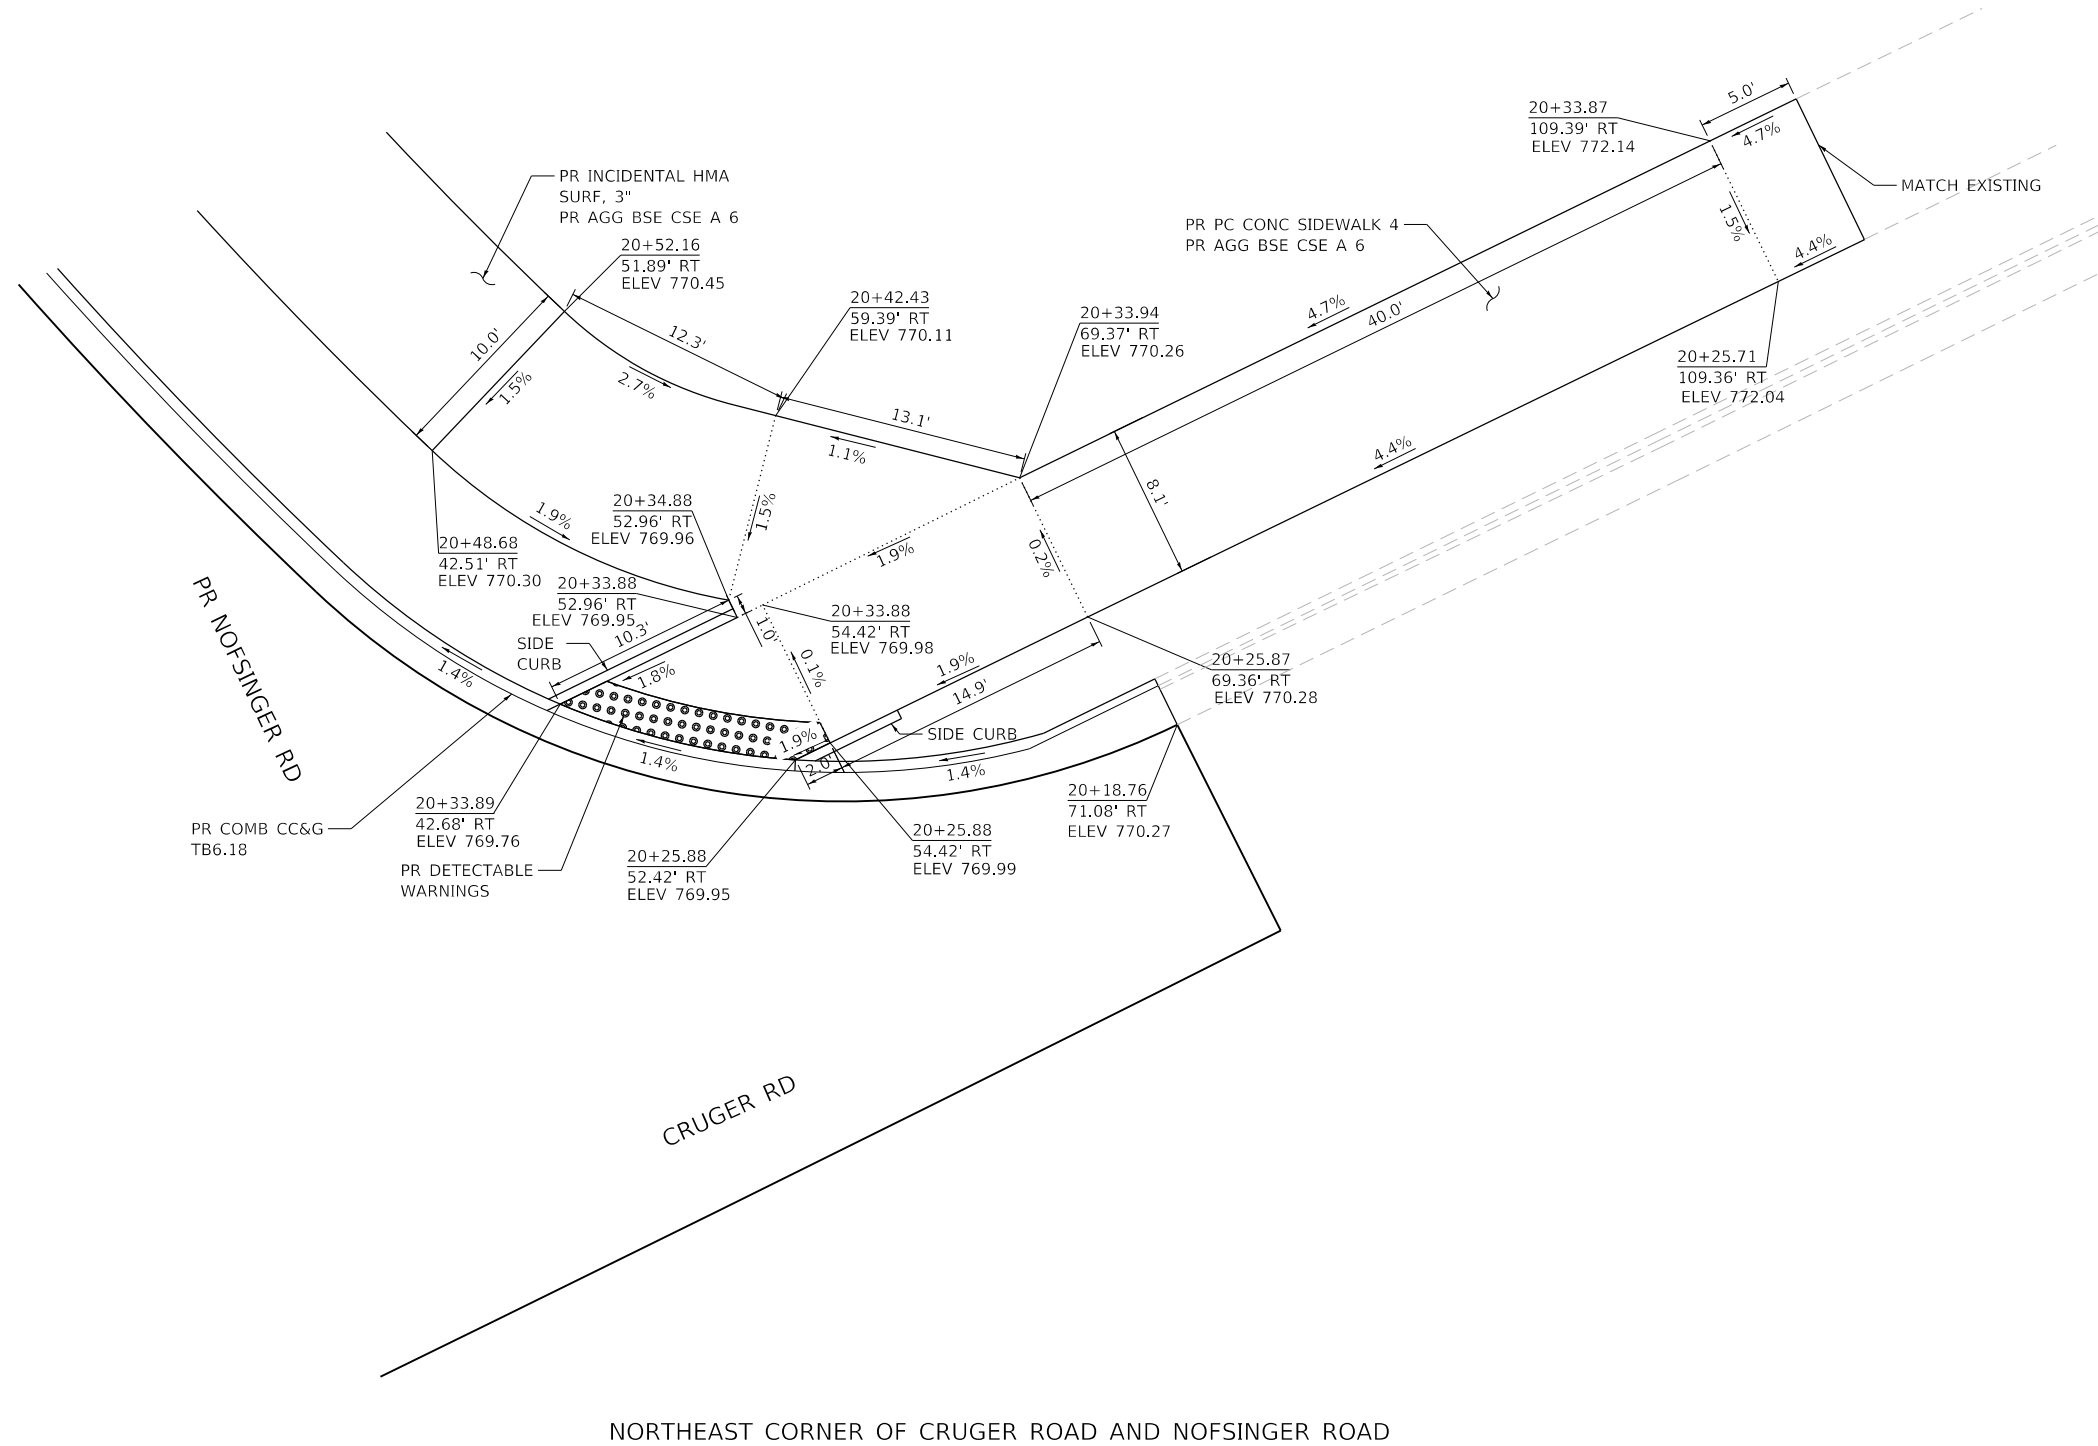 5.0'
20+33.87
109.39' RT
ELEV 772.14
4.7%
MATCH EXISTING
PR INCIDENTAL HMA
SURF, 3"
PR AGG BSE CSE A 6
PR PC CONC SIDEWALK 4
PR AGG BSE CSE A 6
1.5%
4.4%
20+52.16
51.89' RT
ELEV 770.45
20+42.43
59.39' RT
ELEV 770.11
20+33.94
69.37' RT
ELEV 770.26
4.7%
40.0'
20+25.71
109.36' RT
ELEV 772.04
10.0'
12.3'
1.5%
2.7%
13.1'
1.1%
4.4%
8.1'
20+34.88
52.96' RT
ELEV 769.96
1.9%
1.5%
20+48.68
42.51' RT
ELEV 770.30
1.9%
0.2%
20+33.88
52.96' RT
ELEV 769.95
20+33.88
54.42' RT
ELEV 769.98
1.0'
10.3'
SIDE
CURB
1.8%
0.1%
1.4%
1.9%
14.9'
20+25.87
69.36' RT
ELEV 770.28
PR NOFSINGER RD
SIDE CURB
1.9%
2.0'
1.4%
1.4%
20+18.76
71.08' RT
ELEV 770.27
PR COMB CC&G
TB6.18
20+33.89
42.68' RT
ELEV 769.76
PR DETECTABLE
WARNINGS
20+25.88
52.42' RT
ELEV 769.95
20+25.88
54.42' RT
ELEV 769.99
CRUGER RD
NORTHEAST CORNER OF CRUGER ROAD AND NOFSINGER ROAD